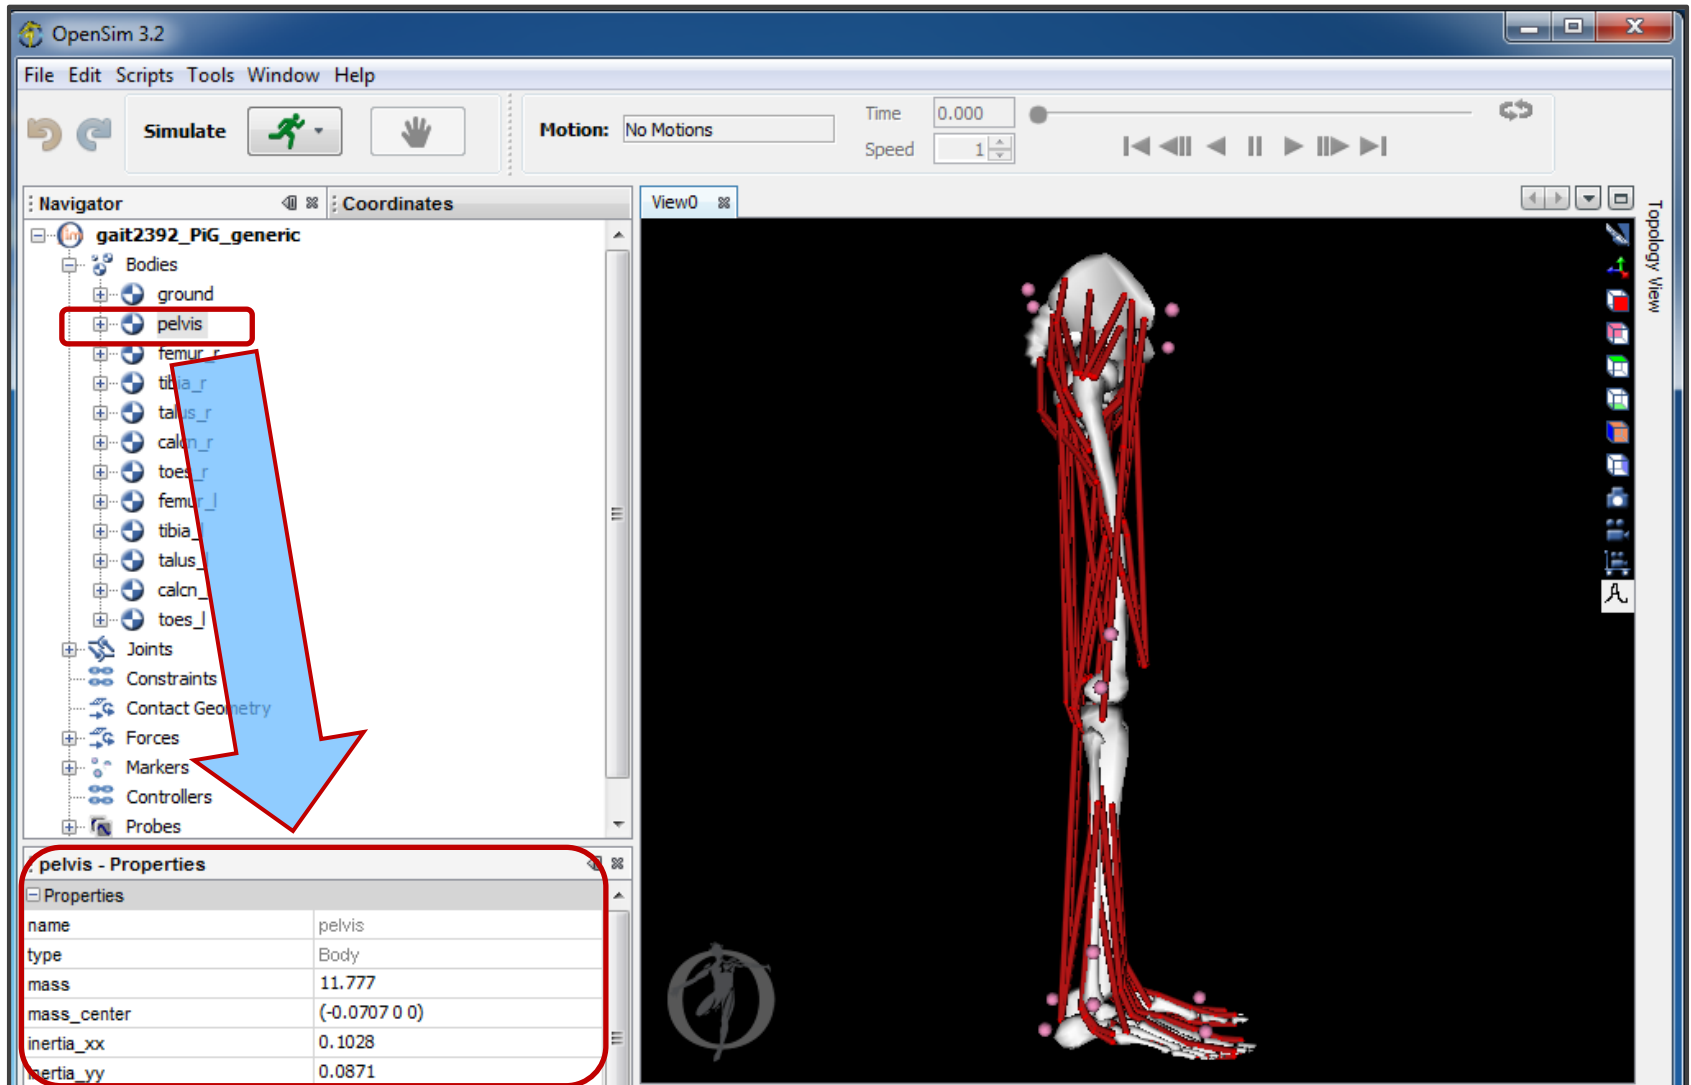 OpenSim 3.2
File Edit Scripts Tools Window Help
Simulate
Motion: No Motions
Time 0.000
Speed 1
Navigator
Coordinates
View0
Topology View
gait2392_PiG_generic
Bodies
ground
pelvis
femur_r
tibia_r
talus_r
calcn_r
toes_r
femur_l
tibia_
talus_
calcn_
toes_l
Joints
Constraints
Contact Geometry
Forces
Markers
Controllers
Probes
pelvis - Properties
Properties
name pelvis
type Body
mass 11.777
mass_center (-0.0707 0 0)
inertia_xx 0.1028
inertia_yy 0.0871